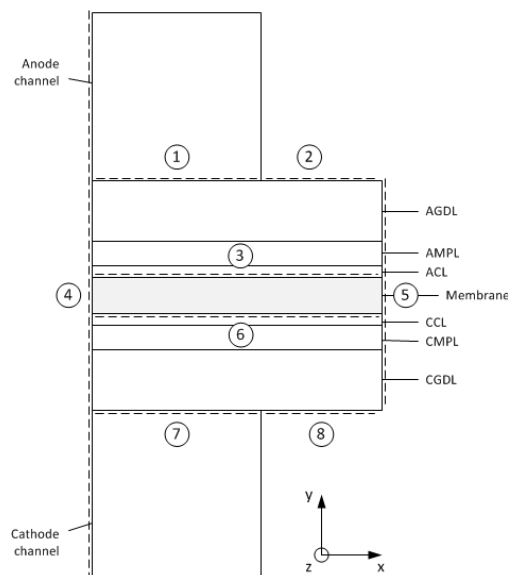 Anode
channel
1
2
AGDL
3
AMPL
ACL
4
5
Membrane
CCL
6
CMPL
CGDL
7
8
Cathode
channel
y
z
x